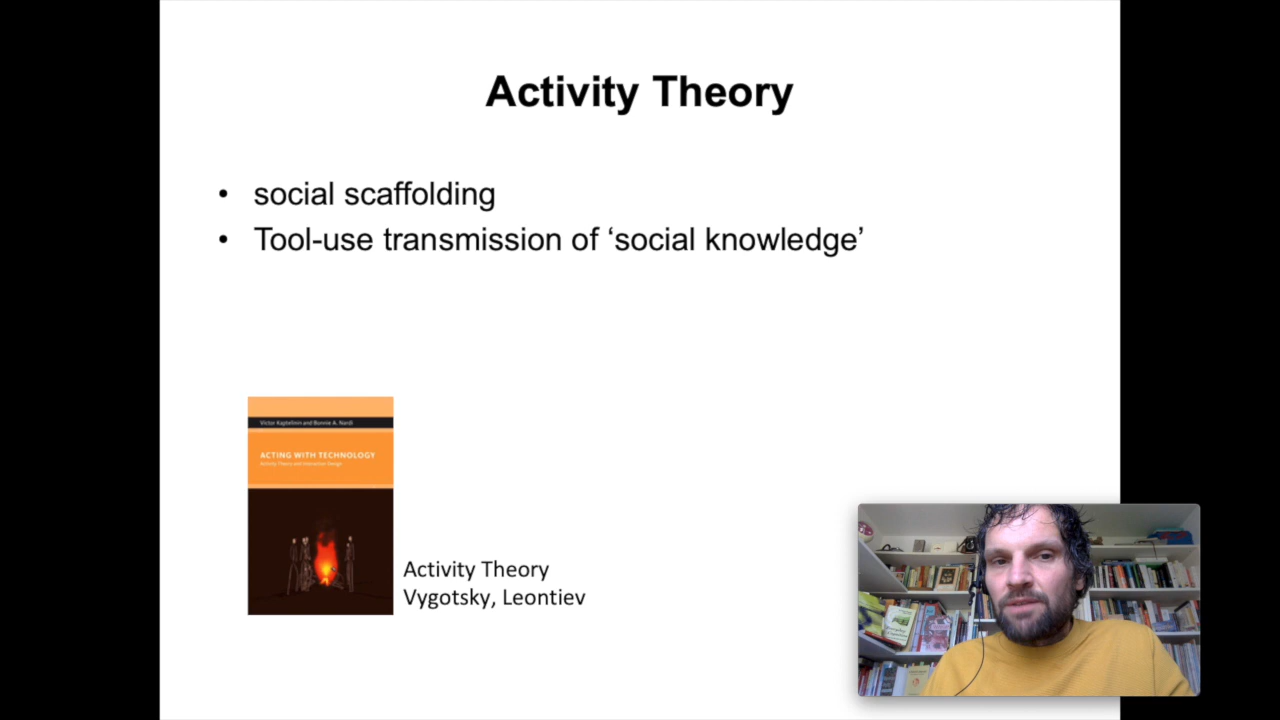 Activity Theory
• social scaffolding
• Tool-use transmission of ‘social knowledge’
Victor Kaptelinin and Bonnie A. Nardi
ACTING WITH TECHNOLOGY
Activity Theory and Interaction Design
Activity Theory
Vygotsky, Leontiev